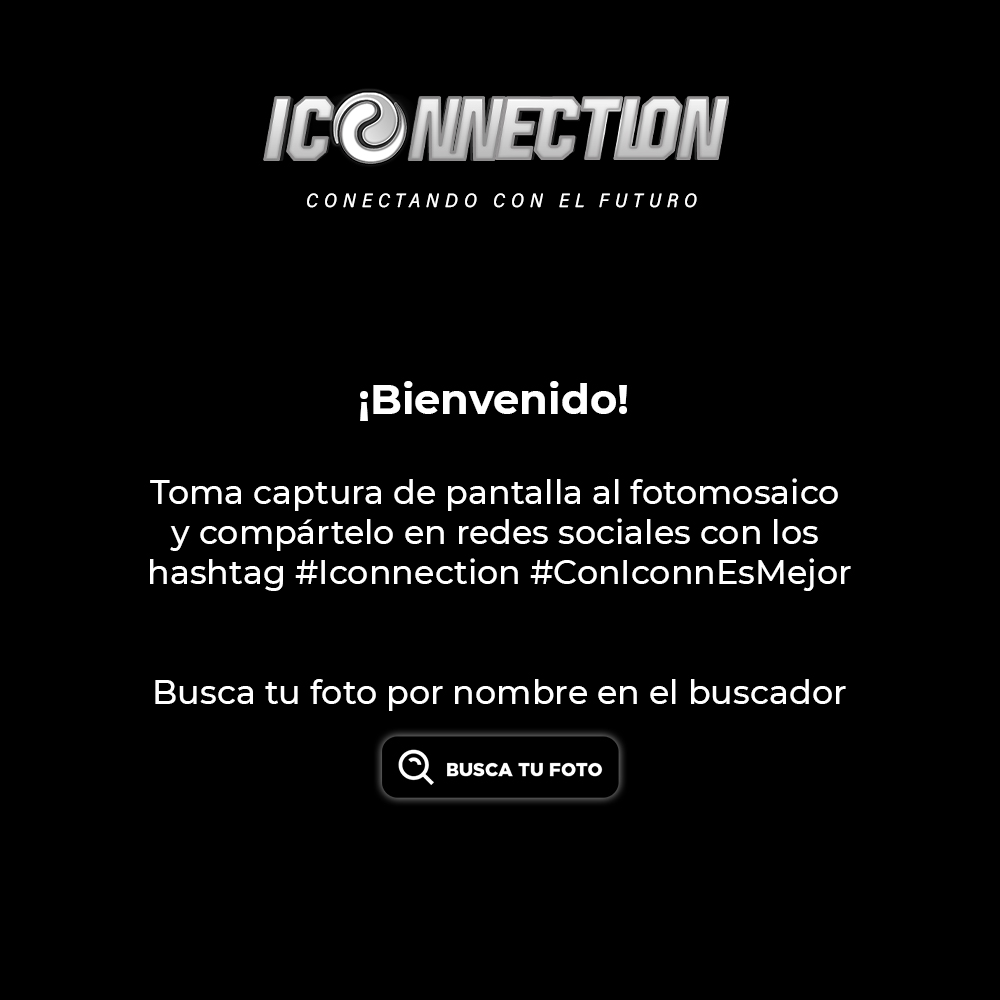 ICONNECTION
CONECTANDO CON EL FUTURO
¡Bienvenido!
Toma captura de pantalla al fotomosaico
y compártelo en redes sociales con los
hashtag #Iconnection #ConIconnEsMejor
Busca tu foto por nombre en el buscador
BUSCA TU FOTO